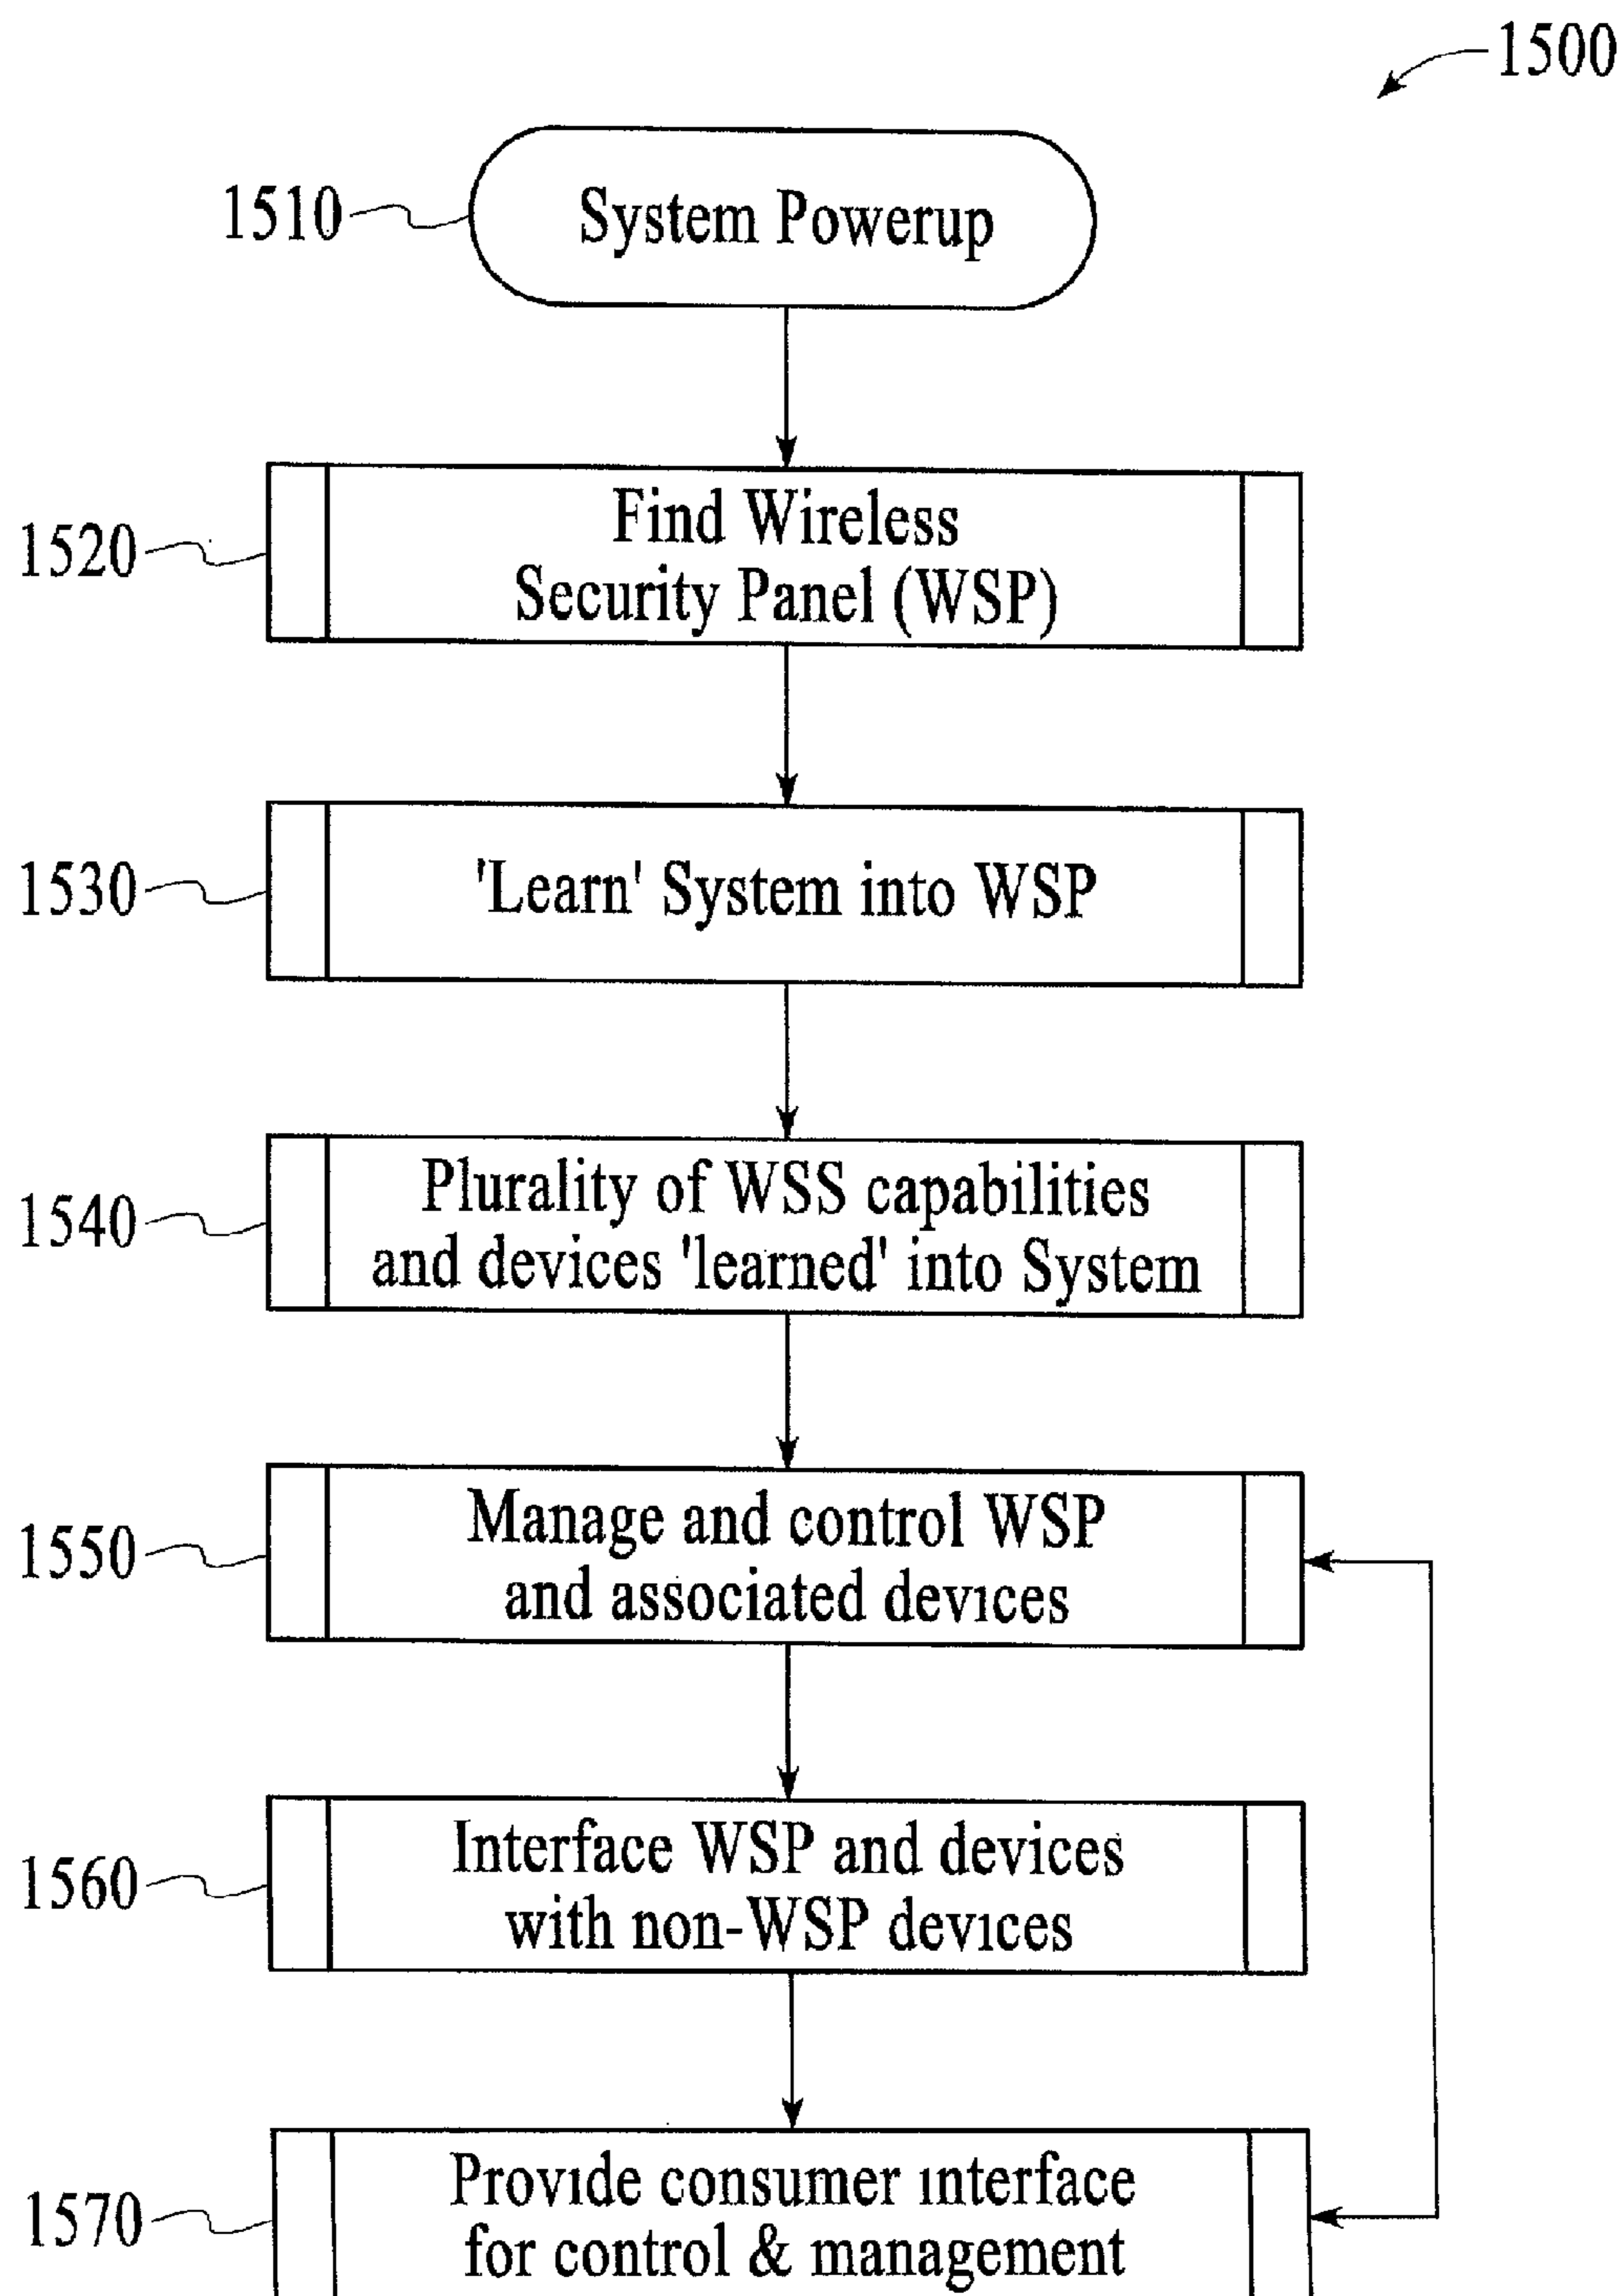 1500
1510
System Powerup
1520
Find Wireless
Security Panel (WSP)
1530
'Learn' System into WSP
1540
Plurality of WSS capabilities
and devices 'learned' into System
1550
Manage and control WSP
and associated devices
1560
Interface WSP and devices
with non-WSP devices
1570
Provide consumer interface
for control & management